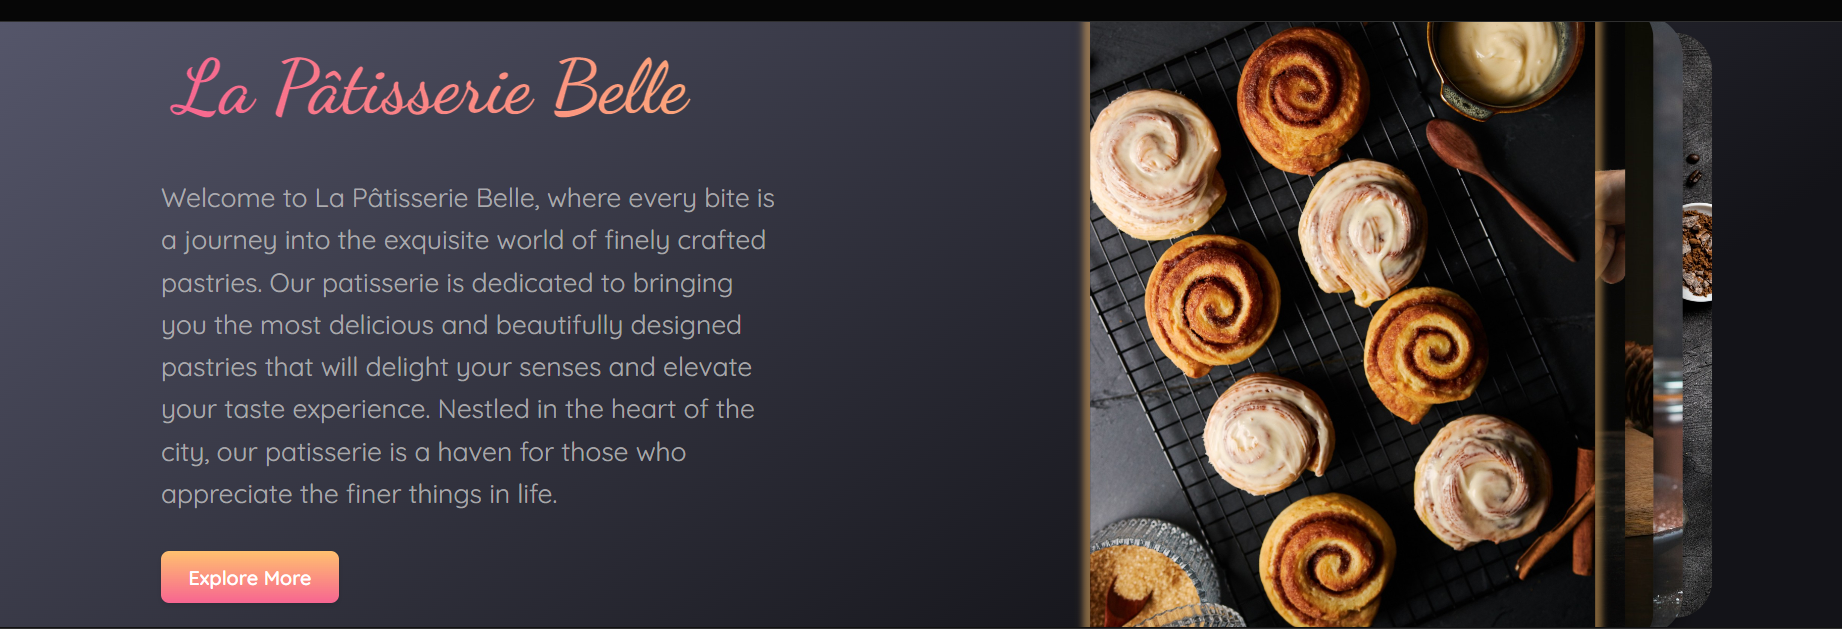 La Pâtisserie Belle
Welcome to La Pâtisserie Belle, where every bite is
a journey into the exquisite world of finely crafted
pastries. Our patisserie is dedicated to bringing
you the most delicious and beautifully designed
pastries that will delight your senses and elevate
your taste experience. Nestled in the heart of the
city, our patisserie is a haven for those who
appreciate the finer things in life.
Explore More